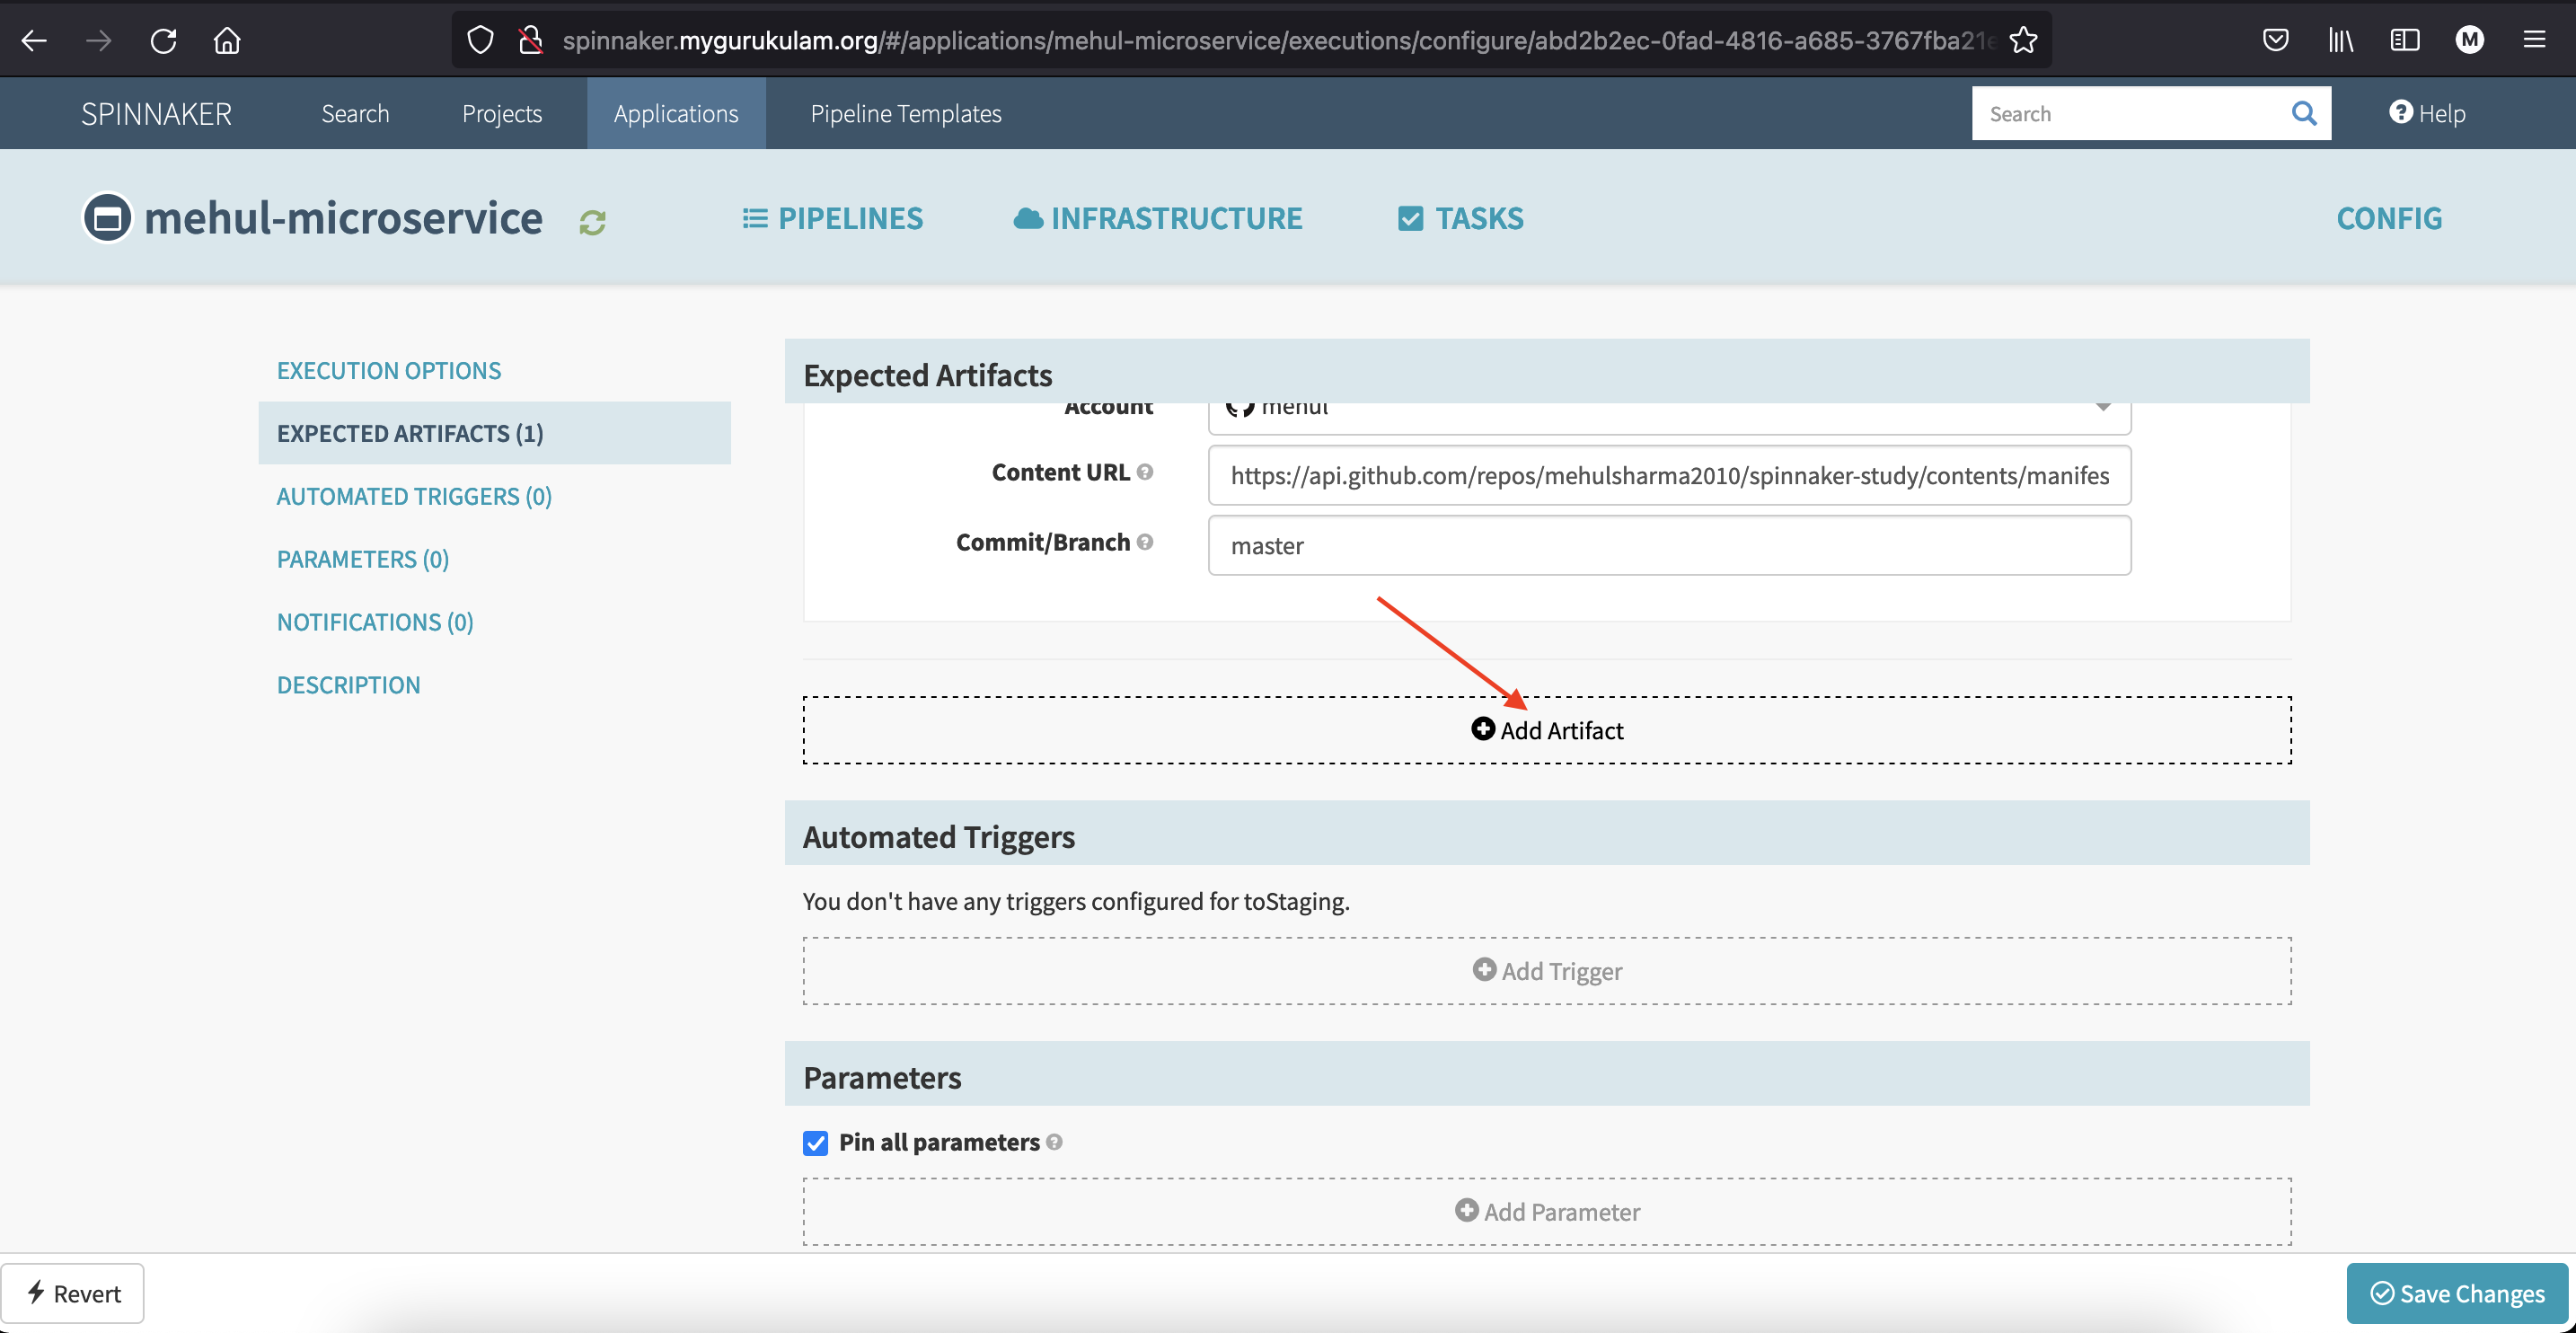 spinnaker.mygurukulam.org/#/applications/mehul-microservice/executions/configure/abd2b2ec-0fad-4816-a685-3767fba21e
M
SPINNAKER
Search
Projects
Applications
Pipeline Templates
Search
Help
mehul-microservice
PIPELINES
INFRASTRUCTURE
TASKS
CONFIG
EXECUTION OPTIONS
EXPECTED ARTIFACTS (1)
AUTOMATED TRIGGERS (0)
PARAMETERS (0)
NOTIFICATIONS (0)
DESCRIPTION
Expected Artifacts
Account
mehul
Content URL
https://api.github.com/repos/mehulsharma2010/spinnaker-study/contents/manifes
Commit/Branch
master
Add Artifact
Automated Triggers
You don't have any triggers configured for toStaging.
Add Trigger
Parameters
Pin all parameters
Add Parameter
Revert
Save Changes